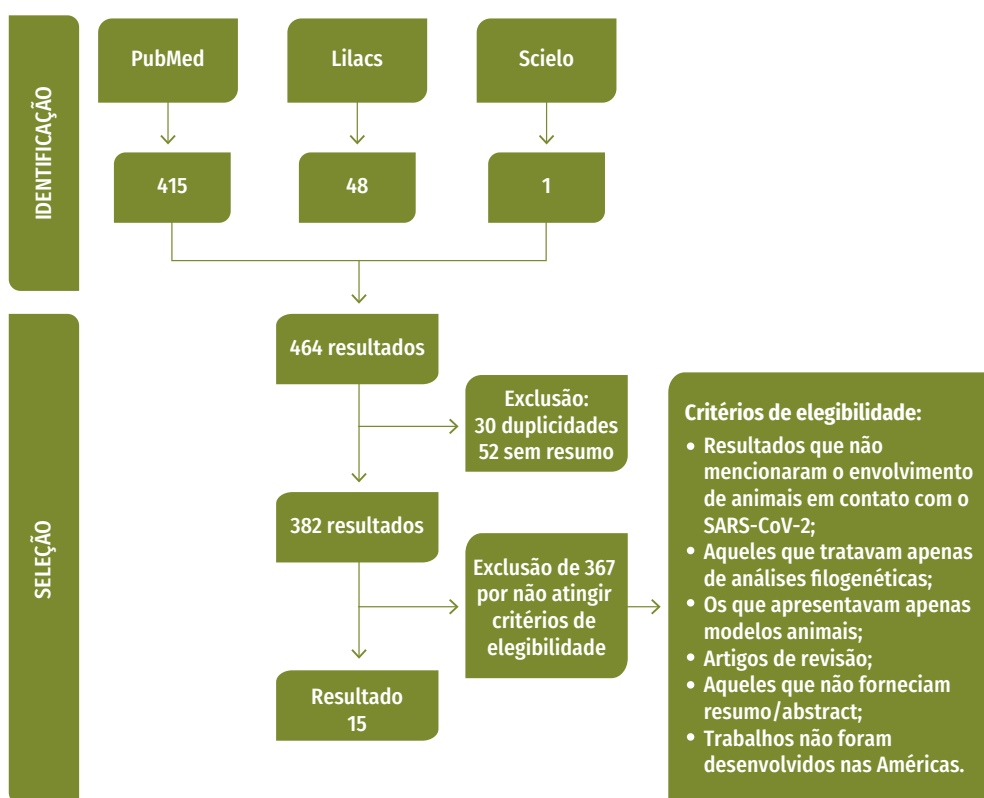 IDENTIFICAÇÃO
PubMed
Lilacs
Scielo
415
48
1
SELEÇÃO
464 resultados
Exclusão:
30 duplicidades
52 sem resumo
382 resultados
Exclusão de 367
por não atingir
critérios de
elegibilidade
Resultado
15
Critérios de elegibilidade:
• Resultados que não
mencionaram o envolvimento
de animais em contato com o
SARS-CoV-2;
• Aqueles que tratavam apenas
de análises filogenéticas;
• Os que apresentavam apenas
modelos animais;
• Artigos de revisão;
• Aqueles que não forneciam
resumo/abstract;
• Trabalhos não foram
desenvolvidos nas Américas.